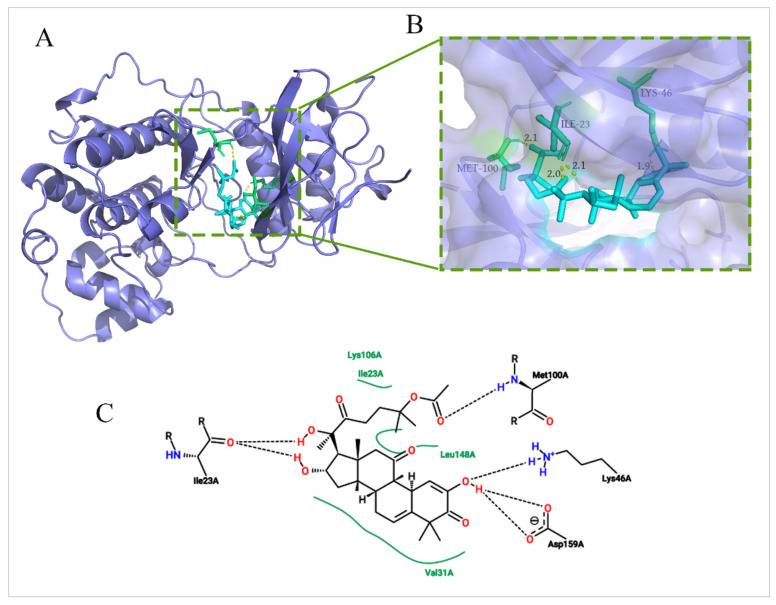 A
B
LYS-46
ILE-23
2.1
MET-100
2.0
2.1
1.9
C
Lys106A
Ile23A
R
H
N
Met100A
O
O
R
O
O
H
O
R
R
O
HN
Ile23A
H
O
O
Leu148A
H
H
H
H
O
H
O
H
H
H
N+
Lys46A
O
⊖
O
Asp159A
Val31A